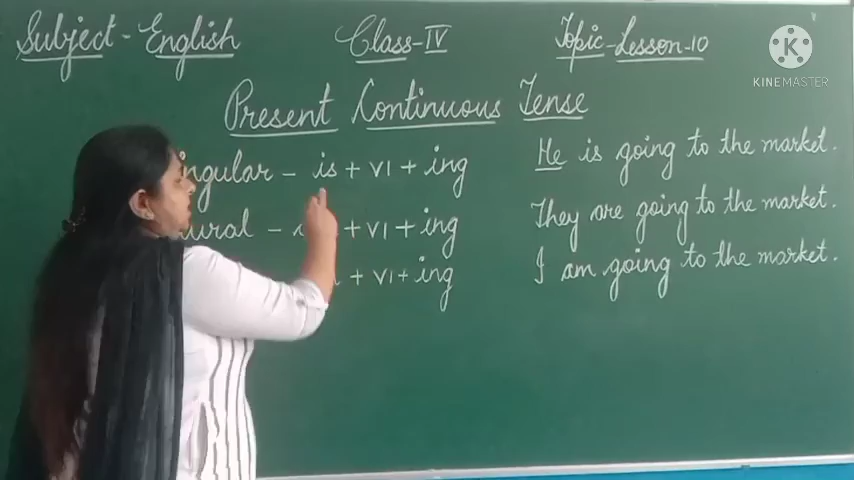 Subject - English Class - IV Topic - Lesson - 10
K
KINEMASTER
Present Continuous Tense
ngular - is + V1 + ing He is going to the market.
ural - + V1 + ing They are going to the market.
+ V1 + ing I am going to the market.